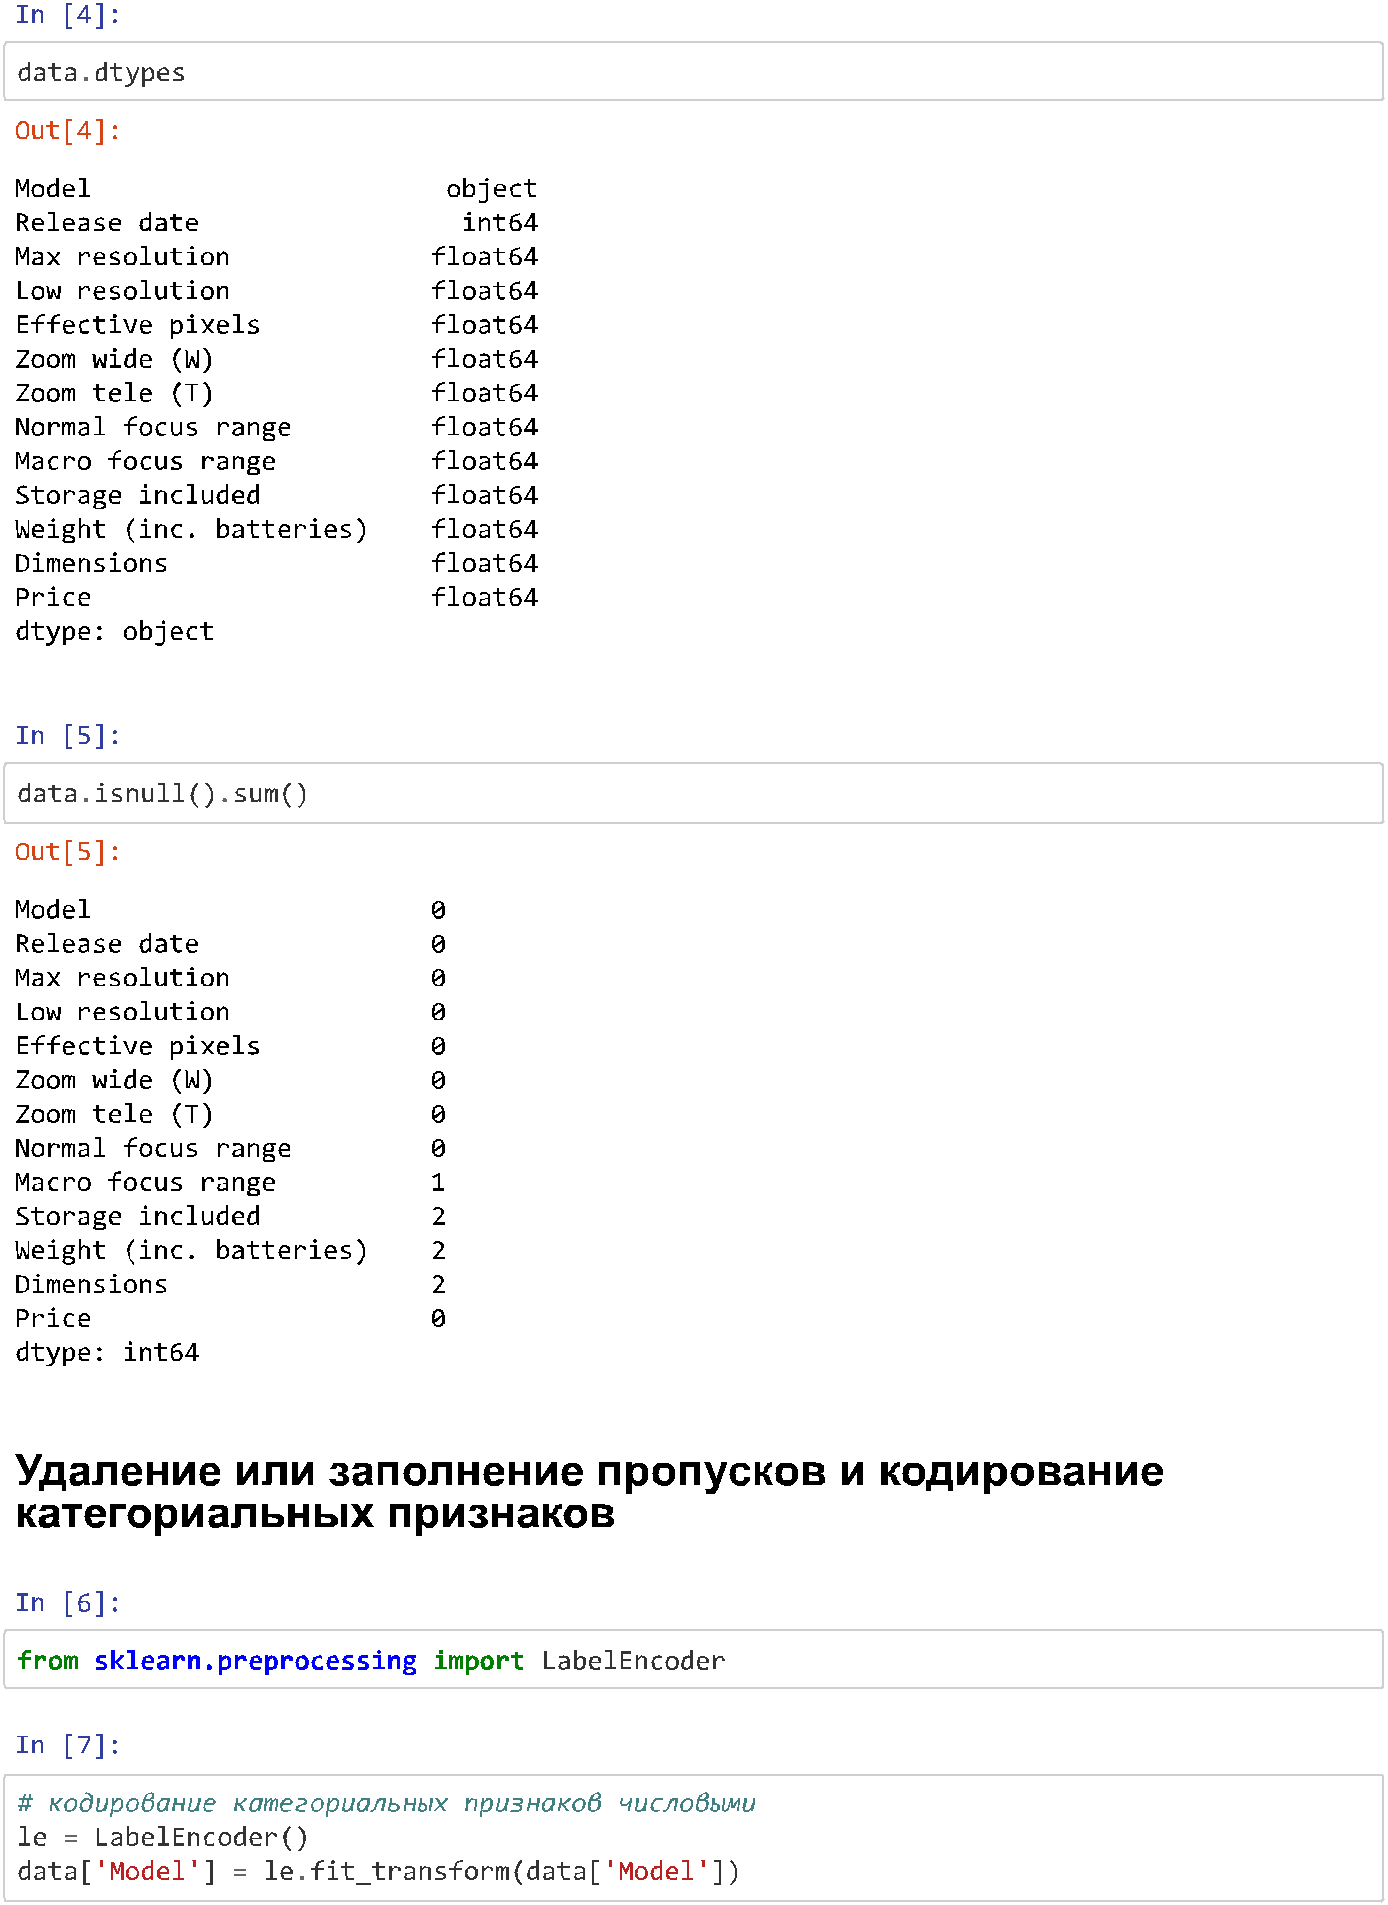 In [4]:
data.dtypes
Out[4]:
Model                       object
Release date                 int64
Max resolution             float64
Low resolution             float64
Effective pixels           float64
Zoom wide (W)              float64
Zoom tele (T)              float64
Normal focus range         float64
Macro focus range          float64
Storage included           float64
Weight (inc. batteries)    float64
Dimensions                 float64
Price                      float64
dtype: object
In [5]:
data.isnull().sum()
Out[5]:
Model                      0
Release date               0
Max resolution             0
Low resolution             0
Effective pixels           0
Zoom wide (W)              0
Zoom tele (T)              0
Normal focus range         0
Macro focus range          1
Storage included           2
Weight (inc. batteries)    2
Dimensions                 2
Price                      0
dtype: int64
Удаление или заполнение пропусков и кодирование
категориальных признаков
In [6]:
from sklearn.preprocessing import LabelEncoder
In [7]:
# кодирование категориальных признаков числовыми
le = LabelEncoder()
data['Model'] = le.fit_transform(data['Model'])